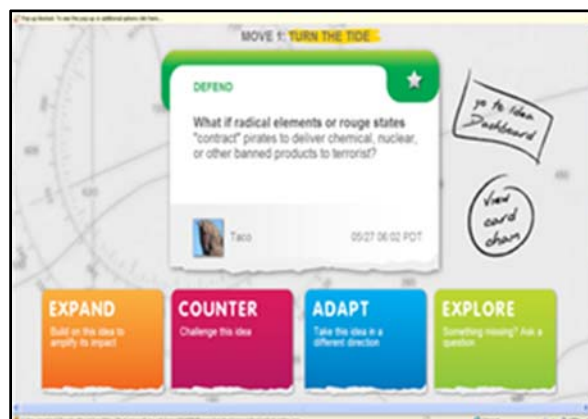 MOVE 1: TURN THE TIDE
DEFEND
What if radical elements or rouge states
"contract" pirates to deliver chemical, nuclear,
or other banned products to terrorist?
Taco 05/27 06:02 PDT
go to Idea
Dashboard
View
card
chain
EXPAND
Build on this idea to
amplify its impact
COUNTER
Challenge this idea
ADAPT
Take this idea in a
different direction
EXPLORE
Something missing? Ask a
question